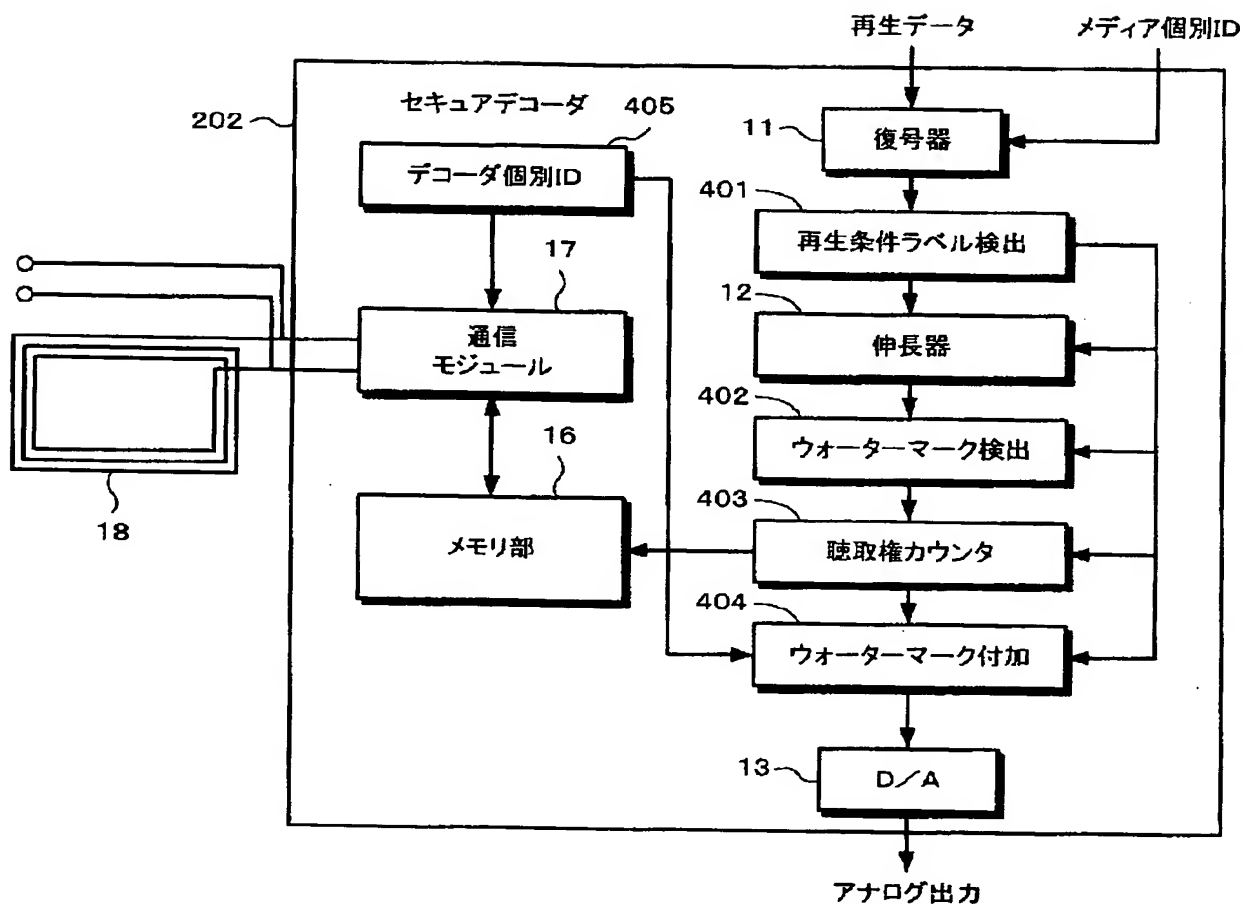 再生データ
メディア個別ID
セキュアデコーダ
202
405
デコーダ個別ID
11
復号器
401
再生条件ラベル検出
17
通信
モジュール
12
伸長器
402
ウォーターマーク検出
18
16
メモリ部
403
聴取権カウンタ
404
ウォーターマーク付加
13
D/A
アナログ出力